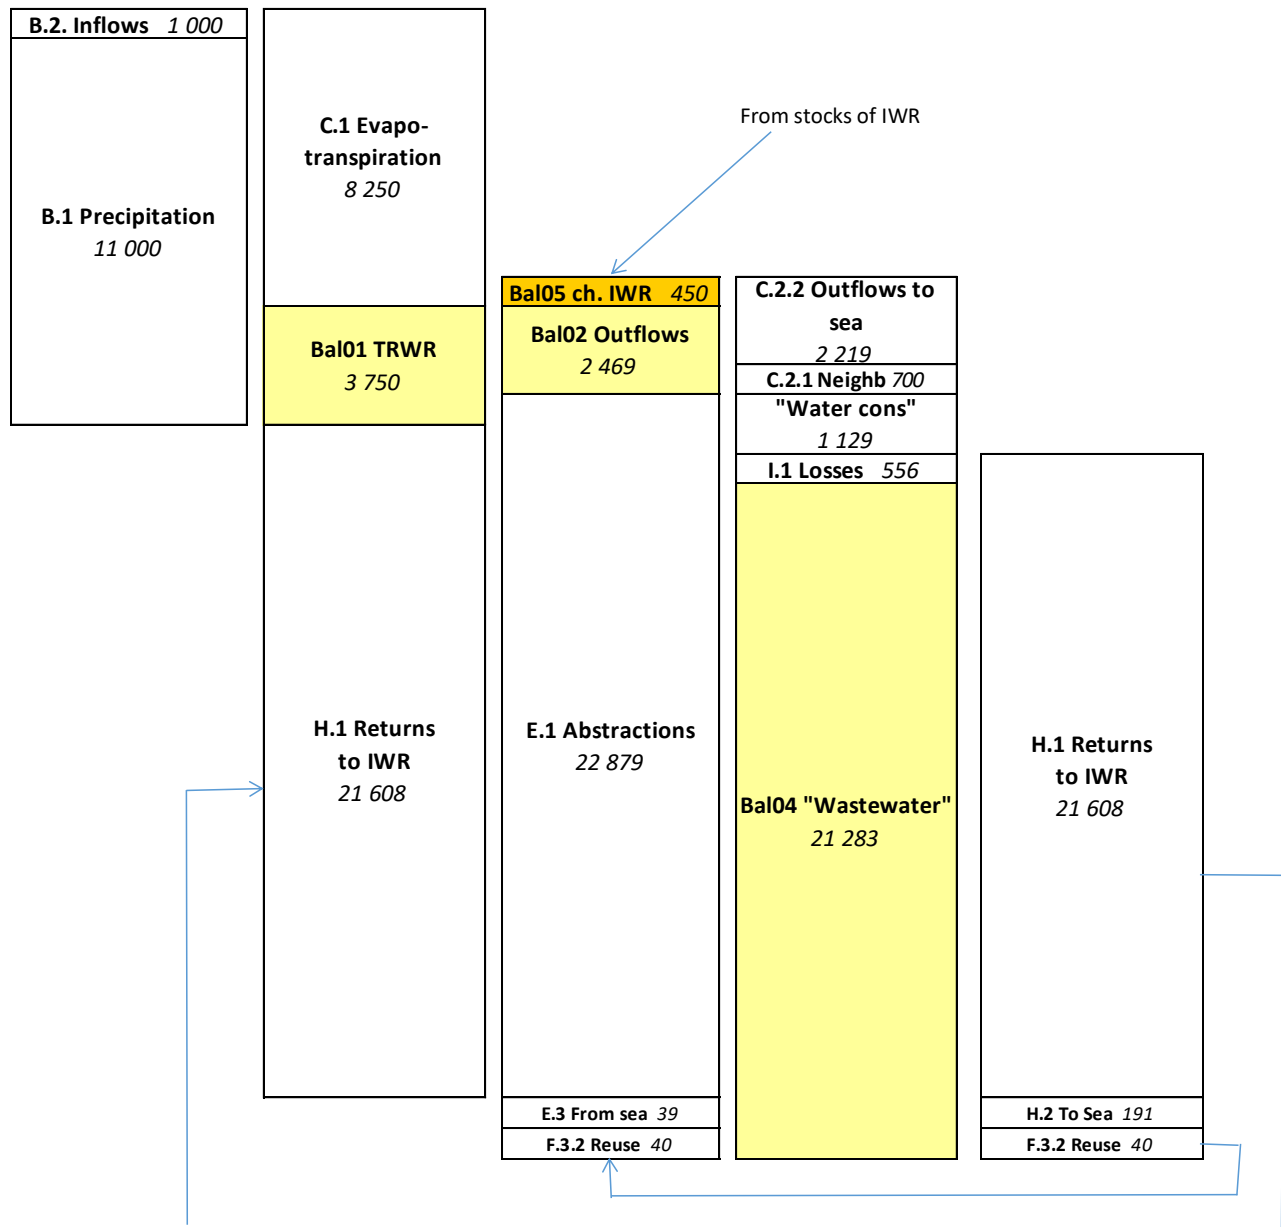 B.2. Inflows 1 000
B.1 Precipitation
11 000
C.1 Evapo-
transpiration
8 250
Bal01 TRWR
3 750
H.1 Returns
to IWR
21 608
From stocks of IWR
Bal05 ch. IWR 450
Bal02 Outflows
2 469
E.1 Abstractions
22 879
E.3 From sea 39
F.3.2 Reuse 40
C.2.2 Outflows to
sea
2 219
C.2.1 Neighb 700
"Water cons"
1 129
I.1 Losses 556
Bal04 "Wastewater"
21 283
H.1 Returns
to IWR
21 608
H.2 To Sea 191
F.3.2 Reuse 40